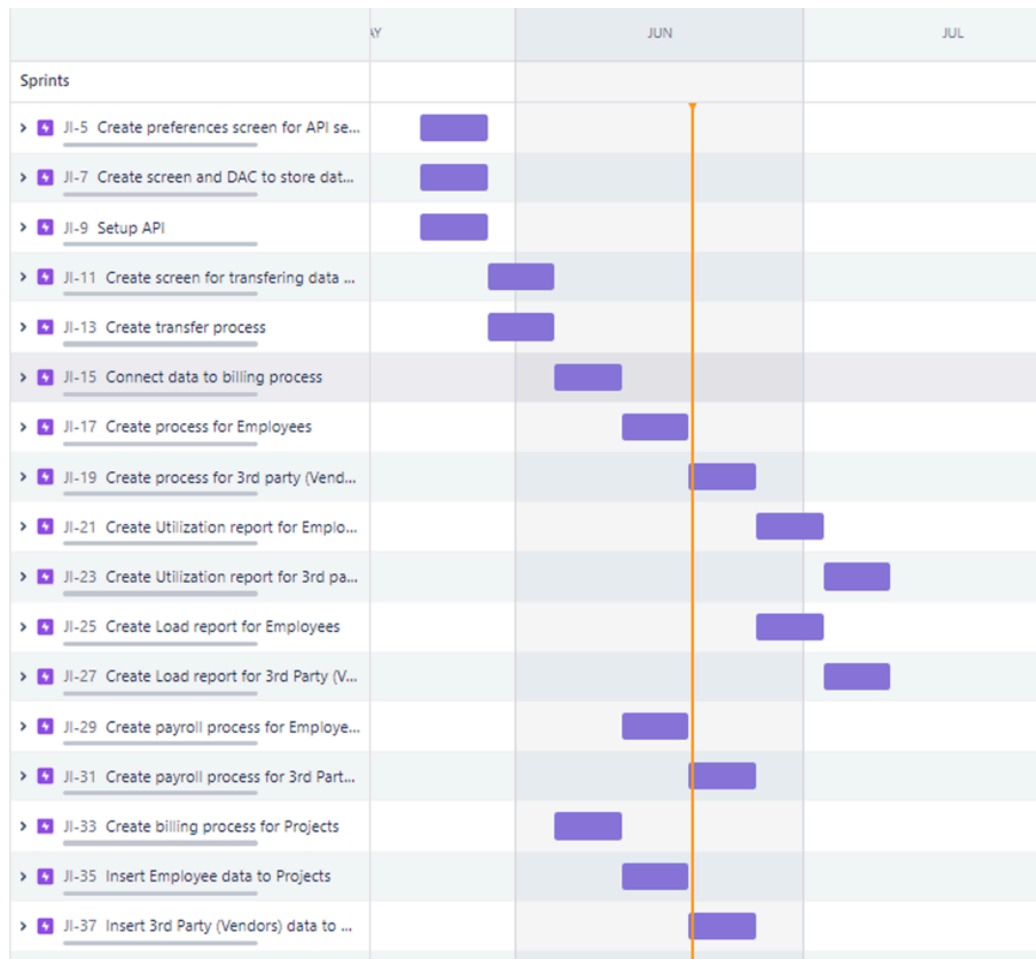 AY JUN JUL
Sprints
JI-5 Create preferences screen for API se...
JI-7 Create screen and DAC to store dat...
JI-9 Setup API
JI-11 Create screen for transfering data ...
JI-13 Create transfer process
JI-15 Connect data to billing process
JI-17 Create process for Employees
JI-19 Create process for 3rd party (Vend...
JI-21 Create Utilization report for Emplo...
JI-23 Create Utilization report for 3rd pa...
JI-25 Create Load report for Employees
JI-27 Create Load report for 3rd Party (V...
JI-29 Create payroll process for Employe...
JI-31 Create payroll process for 3rd Part...
JI-33 Create billing process for Projects
JI-35 Insert Employee data to Projects
JI-37 Insert 3rd Party (Vendors) data to ...